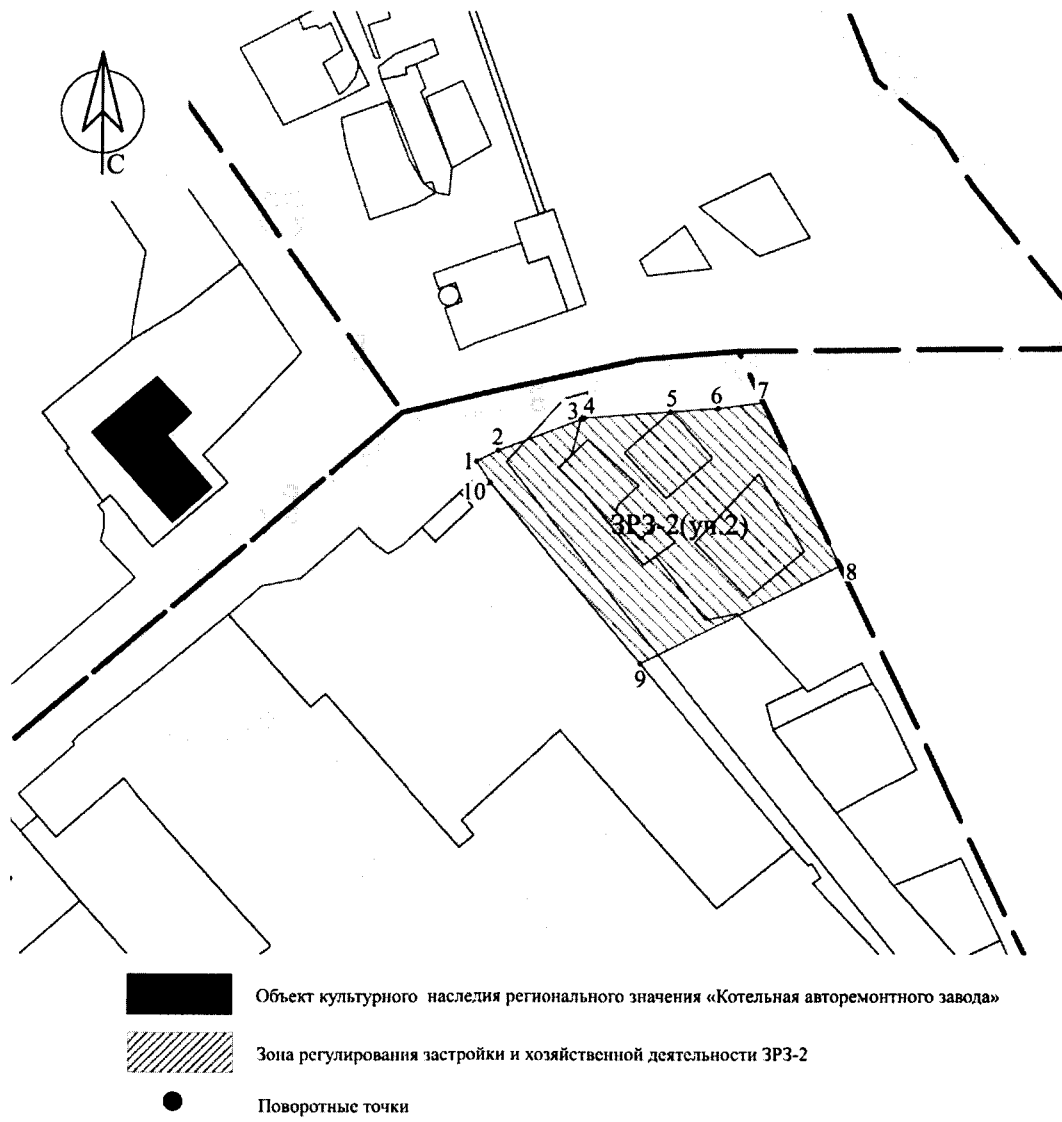 С
1
2
3
4
5
6
7
8
9
10
ЗРЗ-2(уч.2)
Объект культурного наследия регионального значения «Котельная авторемонтного завода»
Зона регулирования застройки и хозяйственной деятельности ЗРЗ-2
Поворотные точки